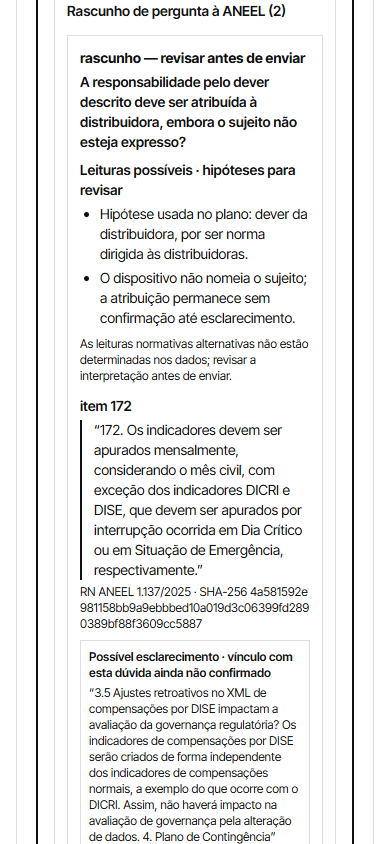 Rascunho de pergunta à ANEEL (2)
rascunho — revisar antes de enviar
A responsabilidade pelo dever
descrito deve ser atribuída à
distribuidora, embora o sujeito não
esteja expresso?
Leituras possíveis · hipóteses para
revisar
• Hipótese usada no plano: dever da
distribuidora, por ser norma
dirigida às distribuidoras.
• O dispositivo não nomeia o sujeito;
a atribuição permanece sem
confirmação até esclarecimento.
As leituras normativas alternativas não estão
determinadas nos dados; revisar a
interpretação antes de enviar.
item 172
“172. Os indicadores devem ser
apurados mensalmente,
considerando o mês civil, com
exceção dos indicadores DICRI e
DISE, que devem ser apurados por
interrupção ocorrida em Dia Crítico
ou em Situação de Emergência,
respectivamente.”
RN ANEEL 1.137/2025 · SHA-256 4a581592e
981158bb9a9ebbbed10a019d3c06399fd289
0389bf88f3609cc5887
Possível esclarecimento · vínculo com
esta dúvida ainda não confirmado
“3.5 Ajustes retroativos no XML de
compensações por DISE impactam a
avaliação da governança regulatória? Os
indicadores de compensações por DISE
serão criados de forma independente
dos indicadores de compensações
normais, a exemplo do que ocorre com o
DICRI. Assim, não haverá impacto na
avaliação de governança pela alteração
de dados. 4. Plano de Contingência”